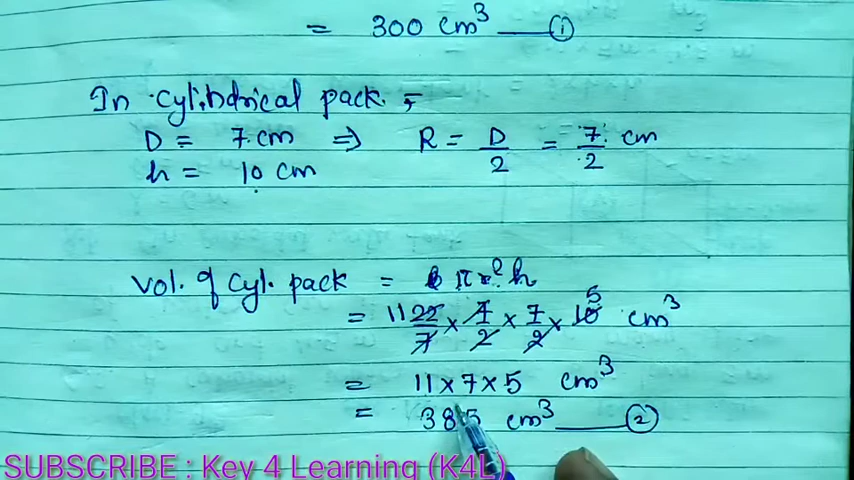 = 300 cm³ ——①
In cylindrical pack,
D = 7 cm ⇒ R = D/2 = 7/2 cm
h = 10 cm
Vol. of Cyl. pack = πr²h
= 11 22/7 × 7/2 × 7/2 × 10 5 cm³
= 11×7×5 cm³
= 385 cm³ ——②
SUBSCRIBE : Key 4 Learning (K4L)